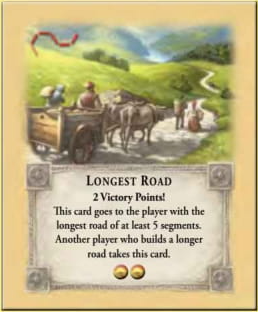 LONGEST ROAD
2 Victory Points!
This card goes to the player with the
longest road of at least 5 segments.
Another player who builds a longer
road takes this card.